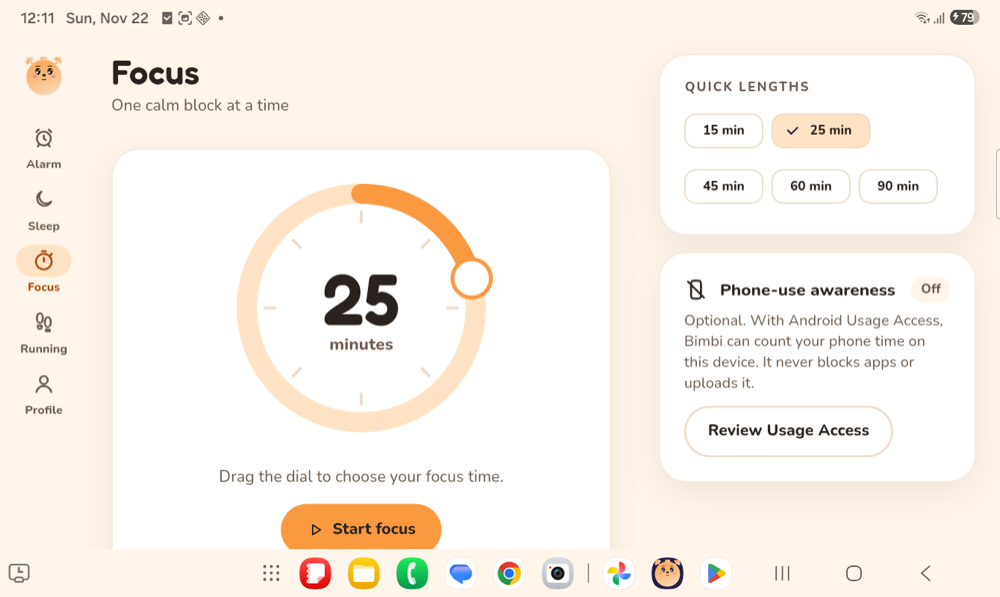 12:11 Sun, Nov 22
79
Focus
One calm block at a time
Alarm
Sleep
Focus
Running
Profile
25
minutes
Drag the dial to choose your focus time.
Start focus
QUICK LENGTHS
15 min
25 min
45 min
60 min
90 min
Phone-use awareness
Off
Optional. With Android Usage Access,
Bimbi can count your phone time on
this device. It never blocks apps or
uploads it.
Review Usage Access